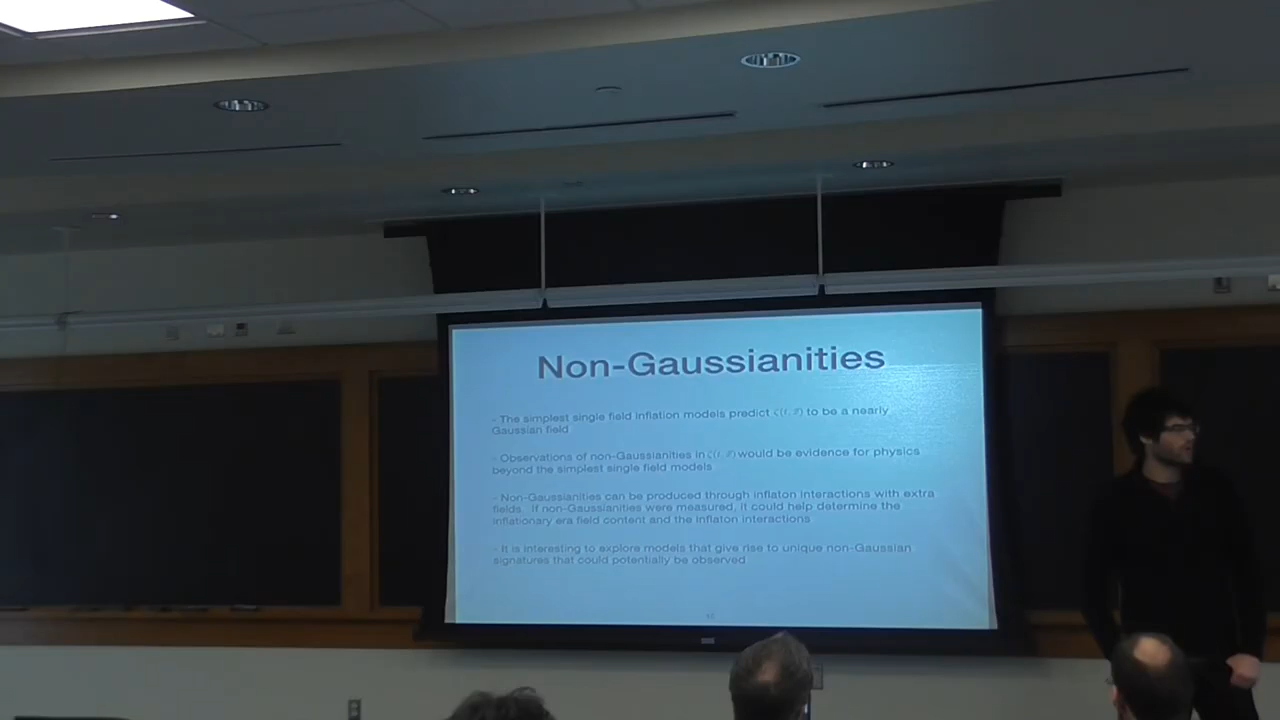 Non-Gaussianities
- The simplest single field inflation models predict ζ(t, x⃗) to be a nearly
Gaussian field
- Observations of non-Gaussianities in ζ(t, x⃗) would be evidence for physics
beyond the simplest single field models
- Non-Gaussianities can be produced through inflaton interactions with extra
fields. If non-Gaussianities were measured, it could help determine the
inflationary era field content and the inflaton interactions
- It is interesting to explore models that give rise to unique non-Gaussian
signatures that could potentially be observed